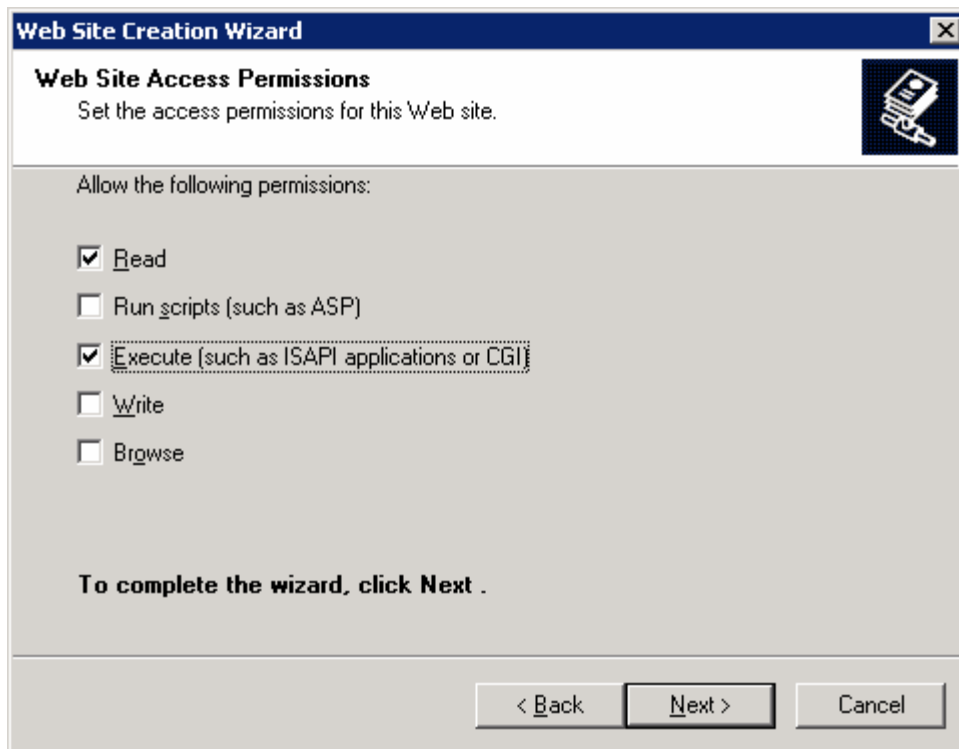 Web Site Creation Wizard
Web Site Access Permissions
Set the access permissions for this Web site.
Allow the following permissions:
Read
Run scripts (such as ASP)
Execute (such as ISAPI applications or CGI)
Write
Browse
To complete the wizard, click Next .
< Back Next > Cancel